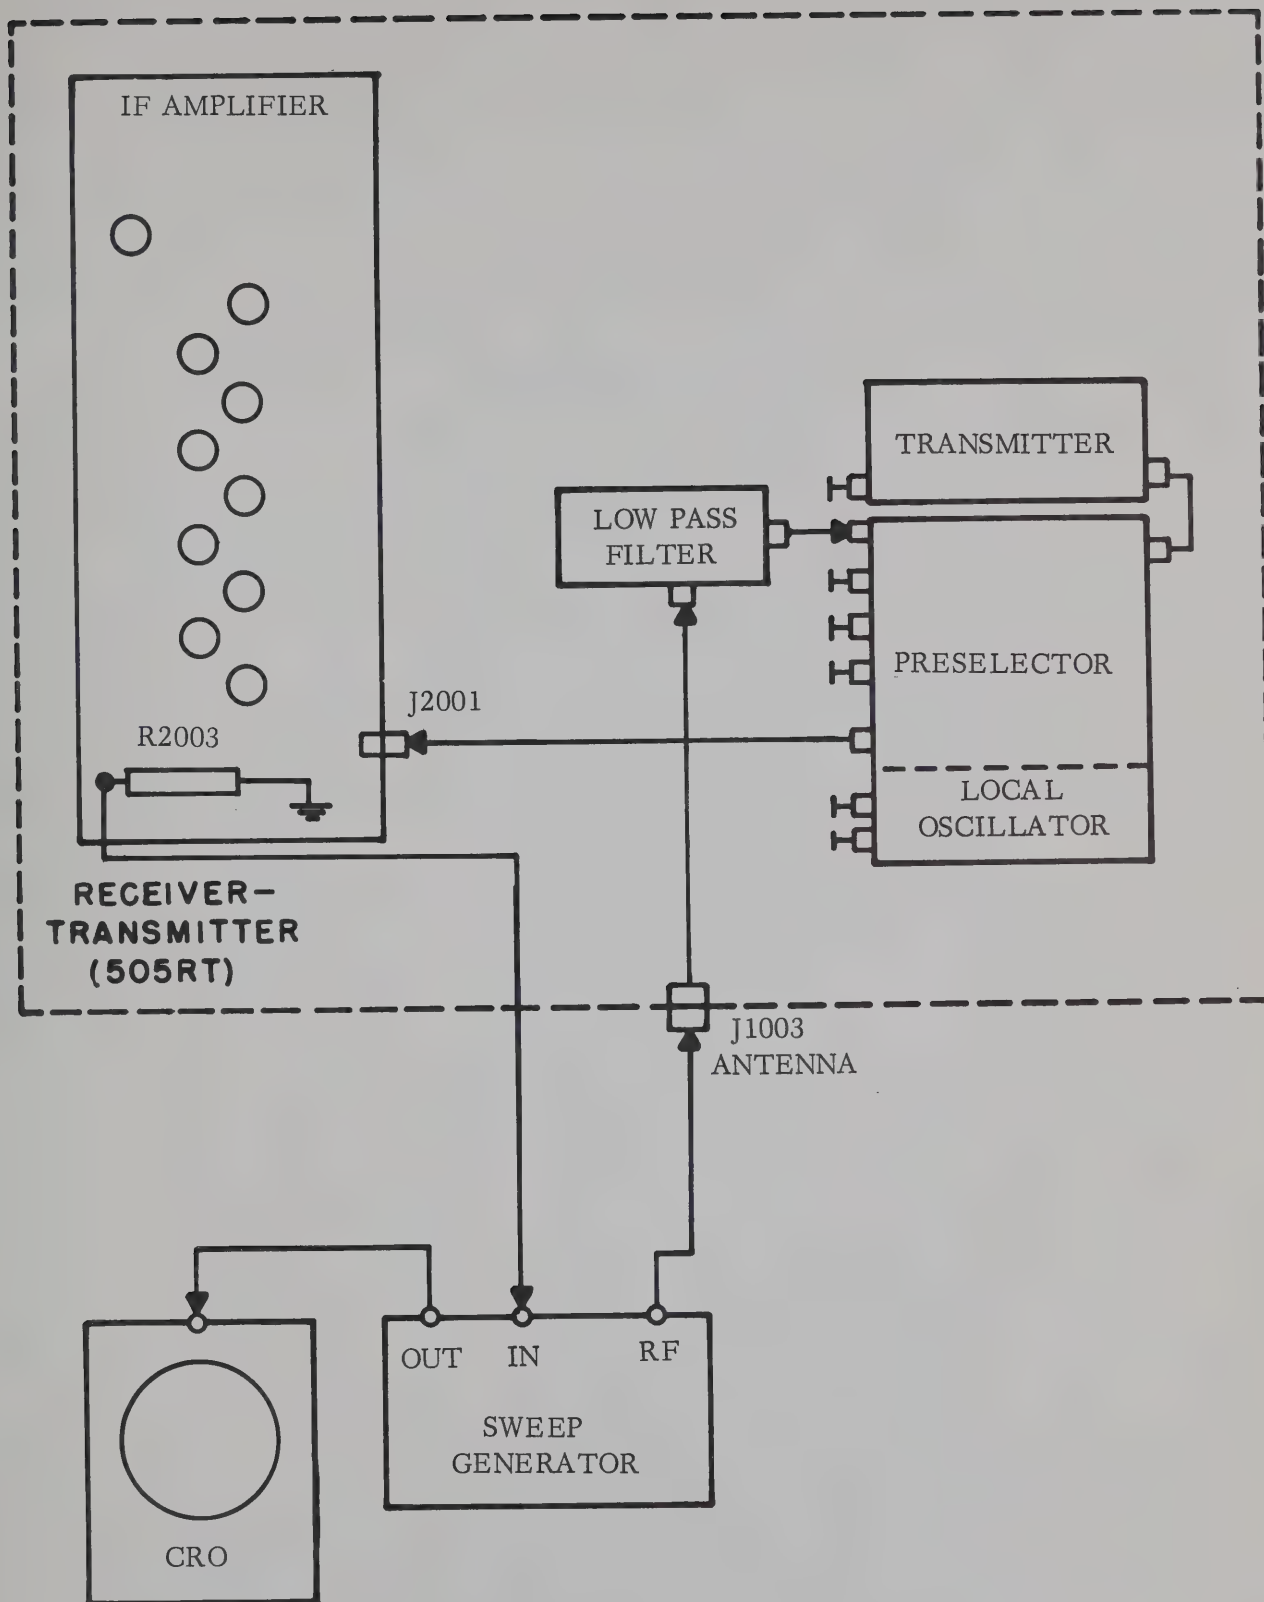 IF AMPLIFIER
TRANSMITTER
LOW PASS
FILTER
PRESELECTOR
J2001
R2003
LOCAL
OSCILLATOR
RECEIVER-
TRANSMITTER
(505RT)
J1003
ANTENNA
OUT
IN
RF
SWEEP
GENERATOR
CRO